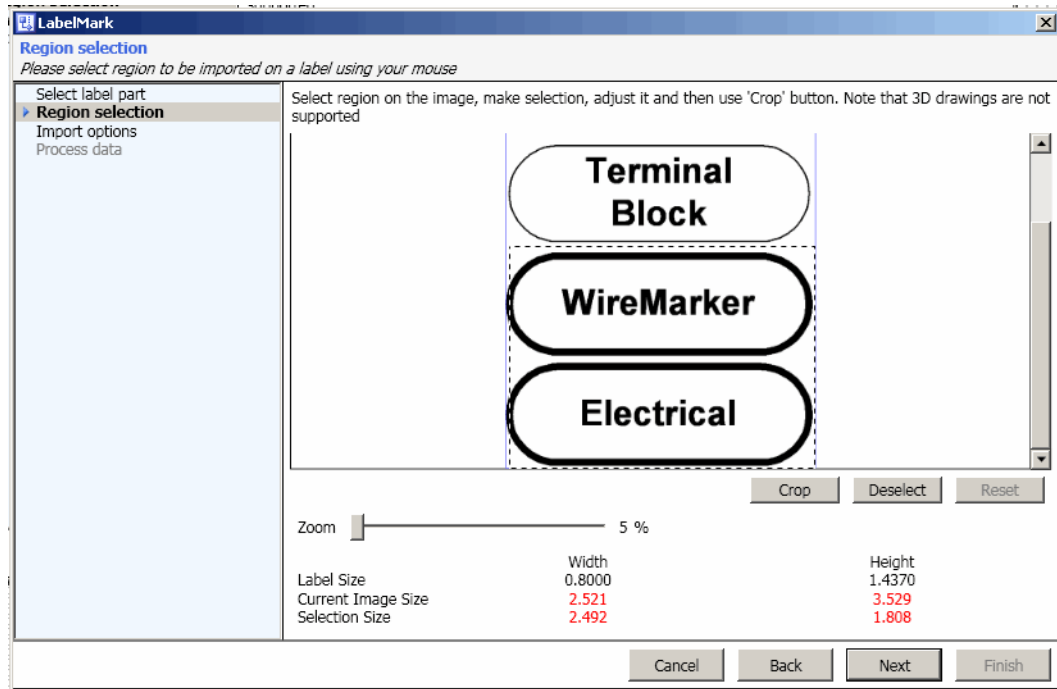 LabelMark
Region selection
Please select region to be imported on a label using your mouse
Select label part
Region selection
Import options
Process data
Select region on the image, make selection, adjust it and then use 'Crop' button. Note that 3D drawings are not
supported
Terminal
Block
WireMarker
Electrical
Crop Deselect Reset
Zoom 5 %
Width Height
Label Size 0.8000 1.4370
Current Image Size 2.521 3.529
Selection Size 2.492 1.808
Cancel Back Next Finish